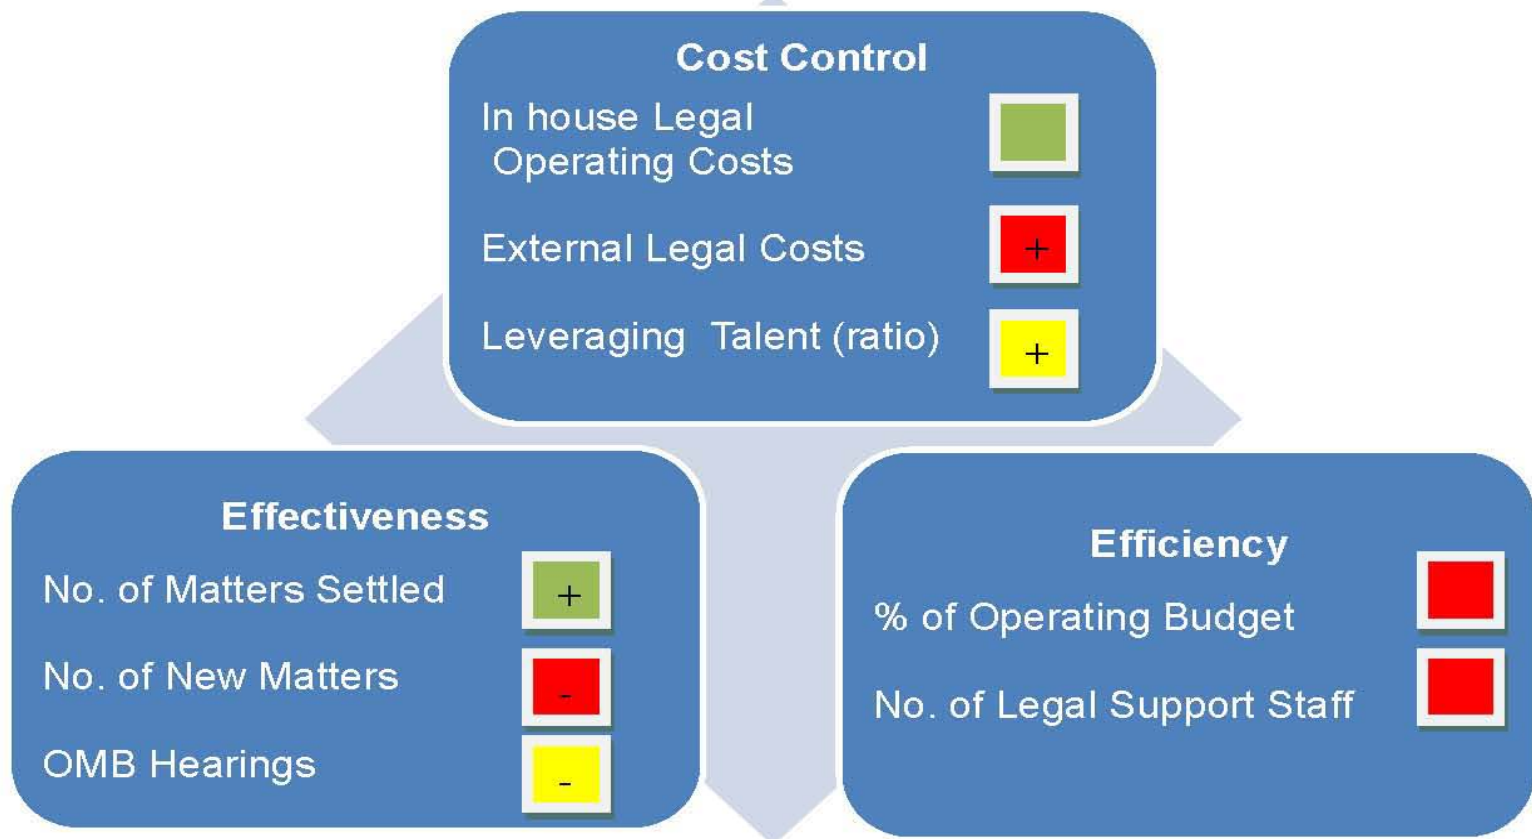 Cost Control
In house Legal
Operating Costs
External Legal Costs
+
Leveraging Talent (ratio)
+
Effectiveness
No. of Matters Settled
+
No. of New Matters
-
OMB Hearings
-
Efficiency
% of Operating Budget
No. of Legal Support Staff